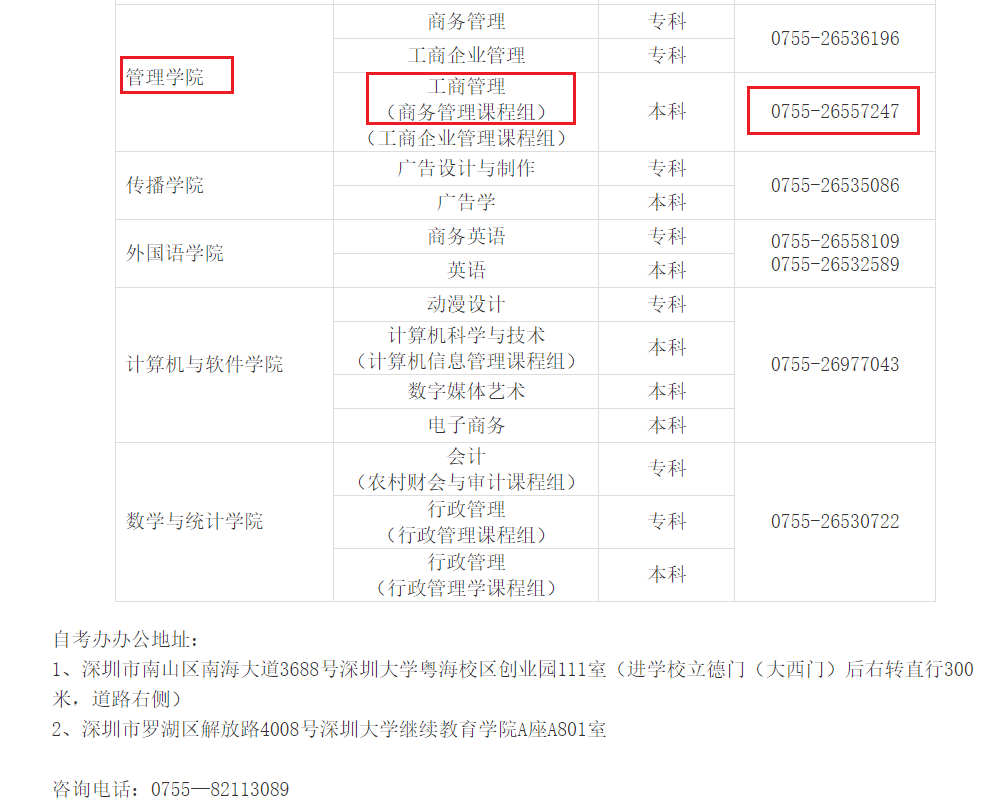 商务管理 专科 0755-26536196
工商企业管理 专科
管理学院
工商管理
（商务管理课程组）
（工商企业管理课程组）
本科 0755-26557247
传播学院
广告设计与制作 专科 0755-26535086
广告学 本科
外国语学院
商务英语 专科
0755-26558109
0755-26532589
英语 本科
计算机与软件学院
动漫设计 专科
计算机科学与技术
（计算机信息管理课程组）
本科
0755-26977043
数字媒体艺术 本科
电子商务 本科
数学与统计学院
会计
（农村财会与审计课程组）
专科
行政管理
（行政管理课程组）
专科
0755-26530722
行政管理
（行政管理学课程组）
本科
自考办办公地址：
1、深圳市南山区南海大道3688号深圳大学粤海校区创业园111室（进学校立德门（大西门）后右转直行300
米，道路右侧）
2、深圳市罗湖区解放路4008号深圳大学继续教育学院A座A801室
咨询电话：0755—82113089